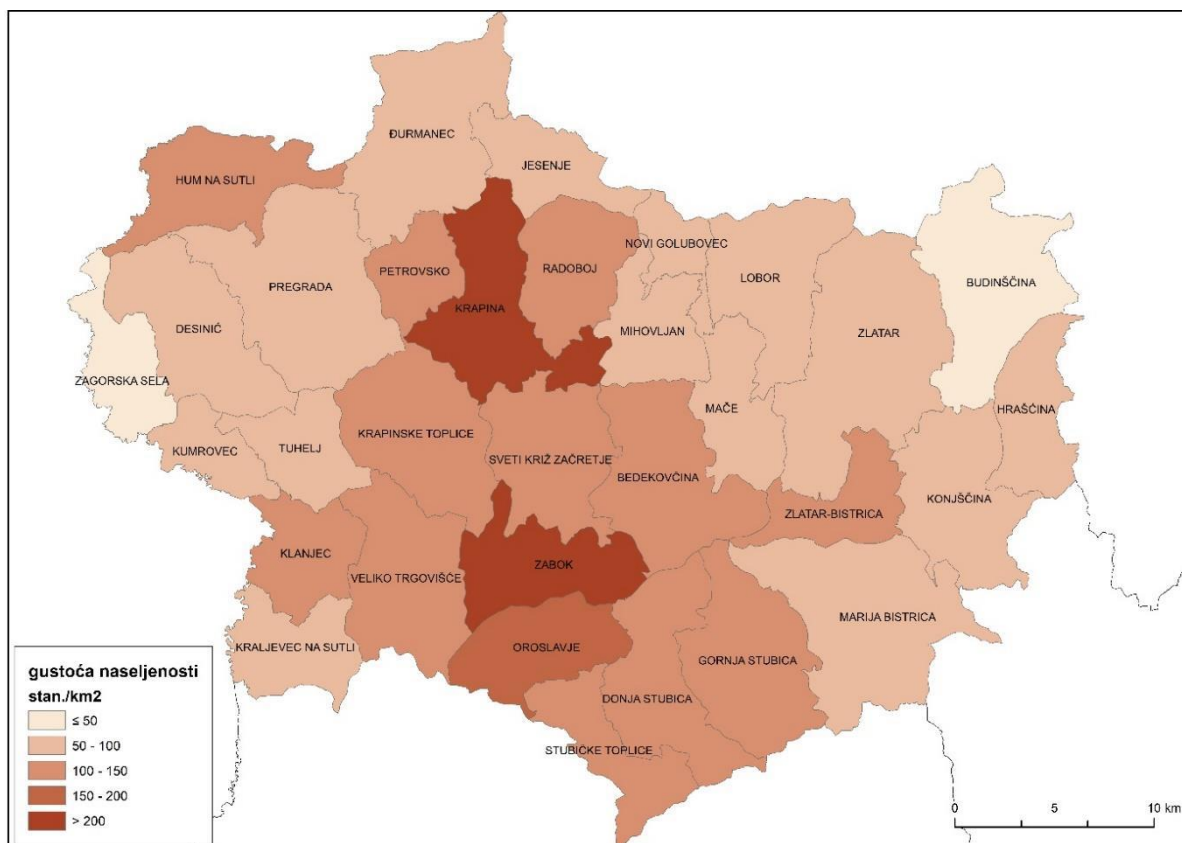 ĐURMANEC
JESENJE
HUM NA SUTLI
NOVI GOLUBOVEC
PETROVSKO
RADOBOJ
LOBOR
BUDINŠČINA
PREGRADA
KRAPINA
DESINIĆ
MIHOVLJAN
ZLATAR
ZAGORSKA SELA
HRAŠĆINA
MAČE
KRAPINSKE TOPLICE
KUMROVEC
TUHELJ
SVETI KRIŽ ZAČRETJE
BEDEKOVČINA
KONJŠČINA
ZLATAR-BISTRICA
KLANJEC
ZABOK
VELIKO TRGOVIŠĆE
MARIJA BISTRICA
KRALJEVEC NA SUTLI
OROSLAVJE
GORNJA STUBICA
DONJA STUBICA
STUBIČKE TOPLICE
gustoća naseljenosti
stan./km2
≤ 50
50 - 100
100 - 150
150 - 200
> 200
0 5 10 km